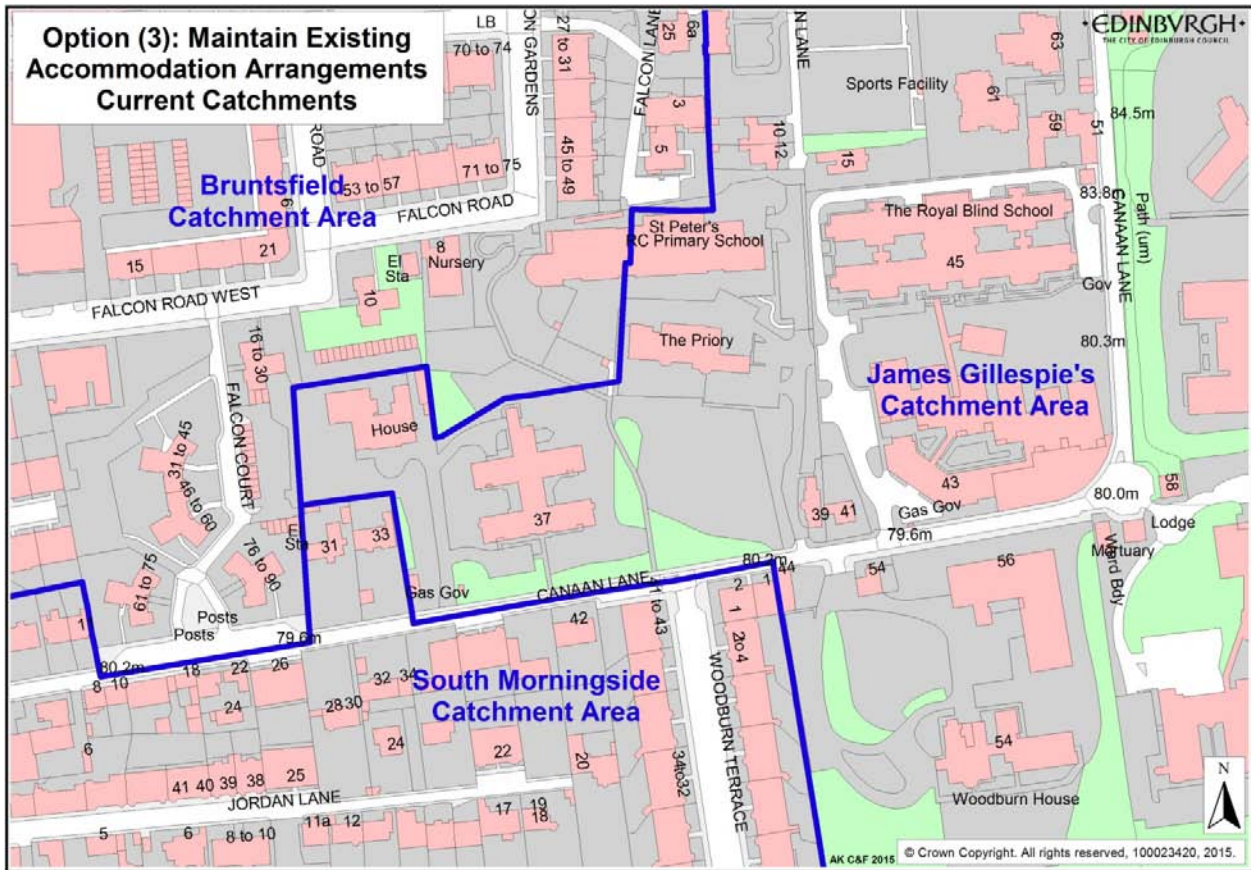 Option (3): Maintain Existing
Accommodation Arrangements
Current Catchments
EDINBVRGH
THE CITY OF EDINBURGH COUNCIL
LB
70 to 74
ON GARDENS
27 to 31
FALCON LANE
25
6a
N LANE
63
Sports Facility
61
59
51
84.5m
3
5
10
12
15
45 to 49
71 to 75
53 to 57
ROAD
Bruntsfield
Catchment Area
FALCON ROAD
6
21
15
FALCON ROAD WEST
El
Sta
8
Nursery
10
St Peter's
RC Primary School
The Royal Blind School
45
83.8m
CANAAN LANE
Path (um)
Gov
80.3m
The Priory
James Gillespie's
Catchment Area
16 to 30
FALCON COURT
House
31 to 45
46 to 60
76 to 90
61 to 75
El
Sta
31
33
37
39
41
43
Gas Gov
79.6m
80.0m
58
Lodge
Mortuary
Ward Bdy
Posts
Posts
79.6m
80.2m
11
8
10
18
22
26
Gas Gov
CANAAN LANE
80.2m
44
1
2
1
2 to 4
42
41 to 43
54
56
South Morningside
Catchment Area
WOODBURN TERRACE
24
28
30
32
34
24
22
20
34 to 32
6
41
40
39
38
25
JORDAN LANE
5
6
8 to 10
11a
12
17
19
18
54
Woodburn House
N
AK C&F 2015
© Crown Copyright. All rights reserved, 100023420, 2015.